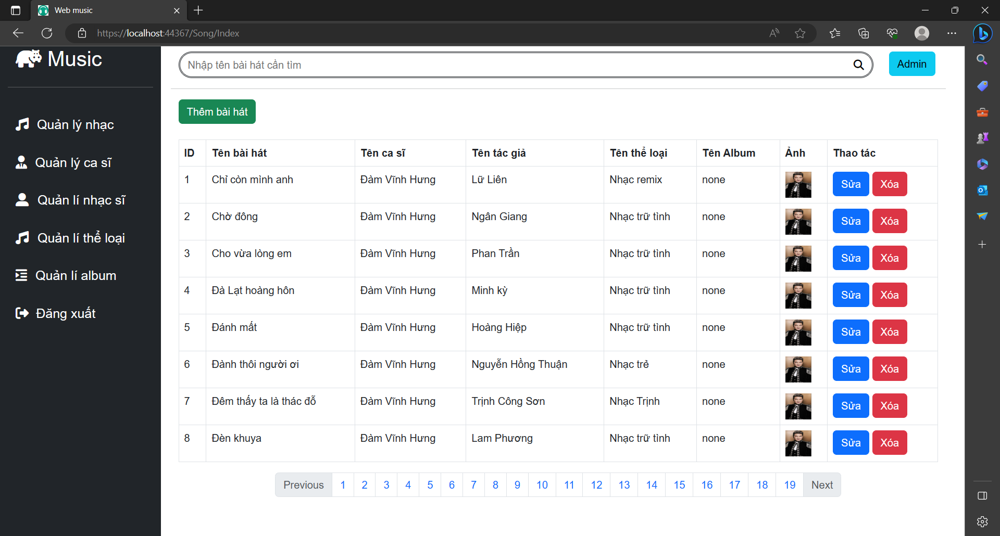 Web music
https://localhost:44367/Song/Index
Music
Nhập tên bài hát cần tìm
Admin
Quản lý nhạc
Quản lý ca sĩ
Quản lí nhạc sĩ
Quản lí thể loại
Quản lí album
Đăng xuất
Thêm bài hát
ID Tên bài hát Tên ca sĩ Tên tác giả Tên thể loại Tên Album Ảnh Thao tác
1 Chỉ còn mình anh Đàm Vĩnh Hưng Lữ Liên Nhạc remix none Sửa Xóa
2 Chờ đông Đàm Vĩnh Hưng Ngân Giang Nhạc trữ tình none Sửa Xóa
3 Cho vừa lòng em Đàm Vĩnh Hưng Phan Trần Nhạc trữ tình none Sửa Xóa
4 Đà Lạt hoàng hôn Đàm Vĩnh Hưng Minh kỳ Nhạc trữ tình none Sửa Xóa
5 Đánh mất Đàm Vĩnh Hưng Hoàng Hiệp Nhạc trữ tình none Sửa Xóa
6 Đành thôi người ơi Đàm Vĩnh Hưng Nguyễn Hồng Thuận Nhạc trẻ none Sửa Xóa
7 Đêm thấy ta là thác đỗ Đàm Vĩnh Hưng Trịnh Công Sơn Nhạc Trịnh none Sửa Xóa
8 Đèn khuya Đàm Vĩnh Hưng Lam Phương Nhạc trữ tình none Sửa Xóa
Previous 1 2 3 4 5 6 7 8 9 10 11 12 13 14 15 16 17 18 19 Next